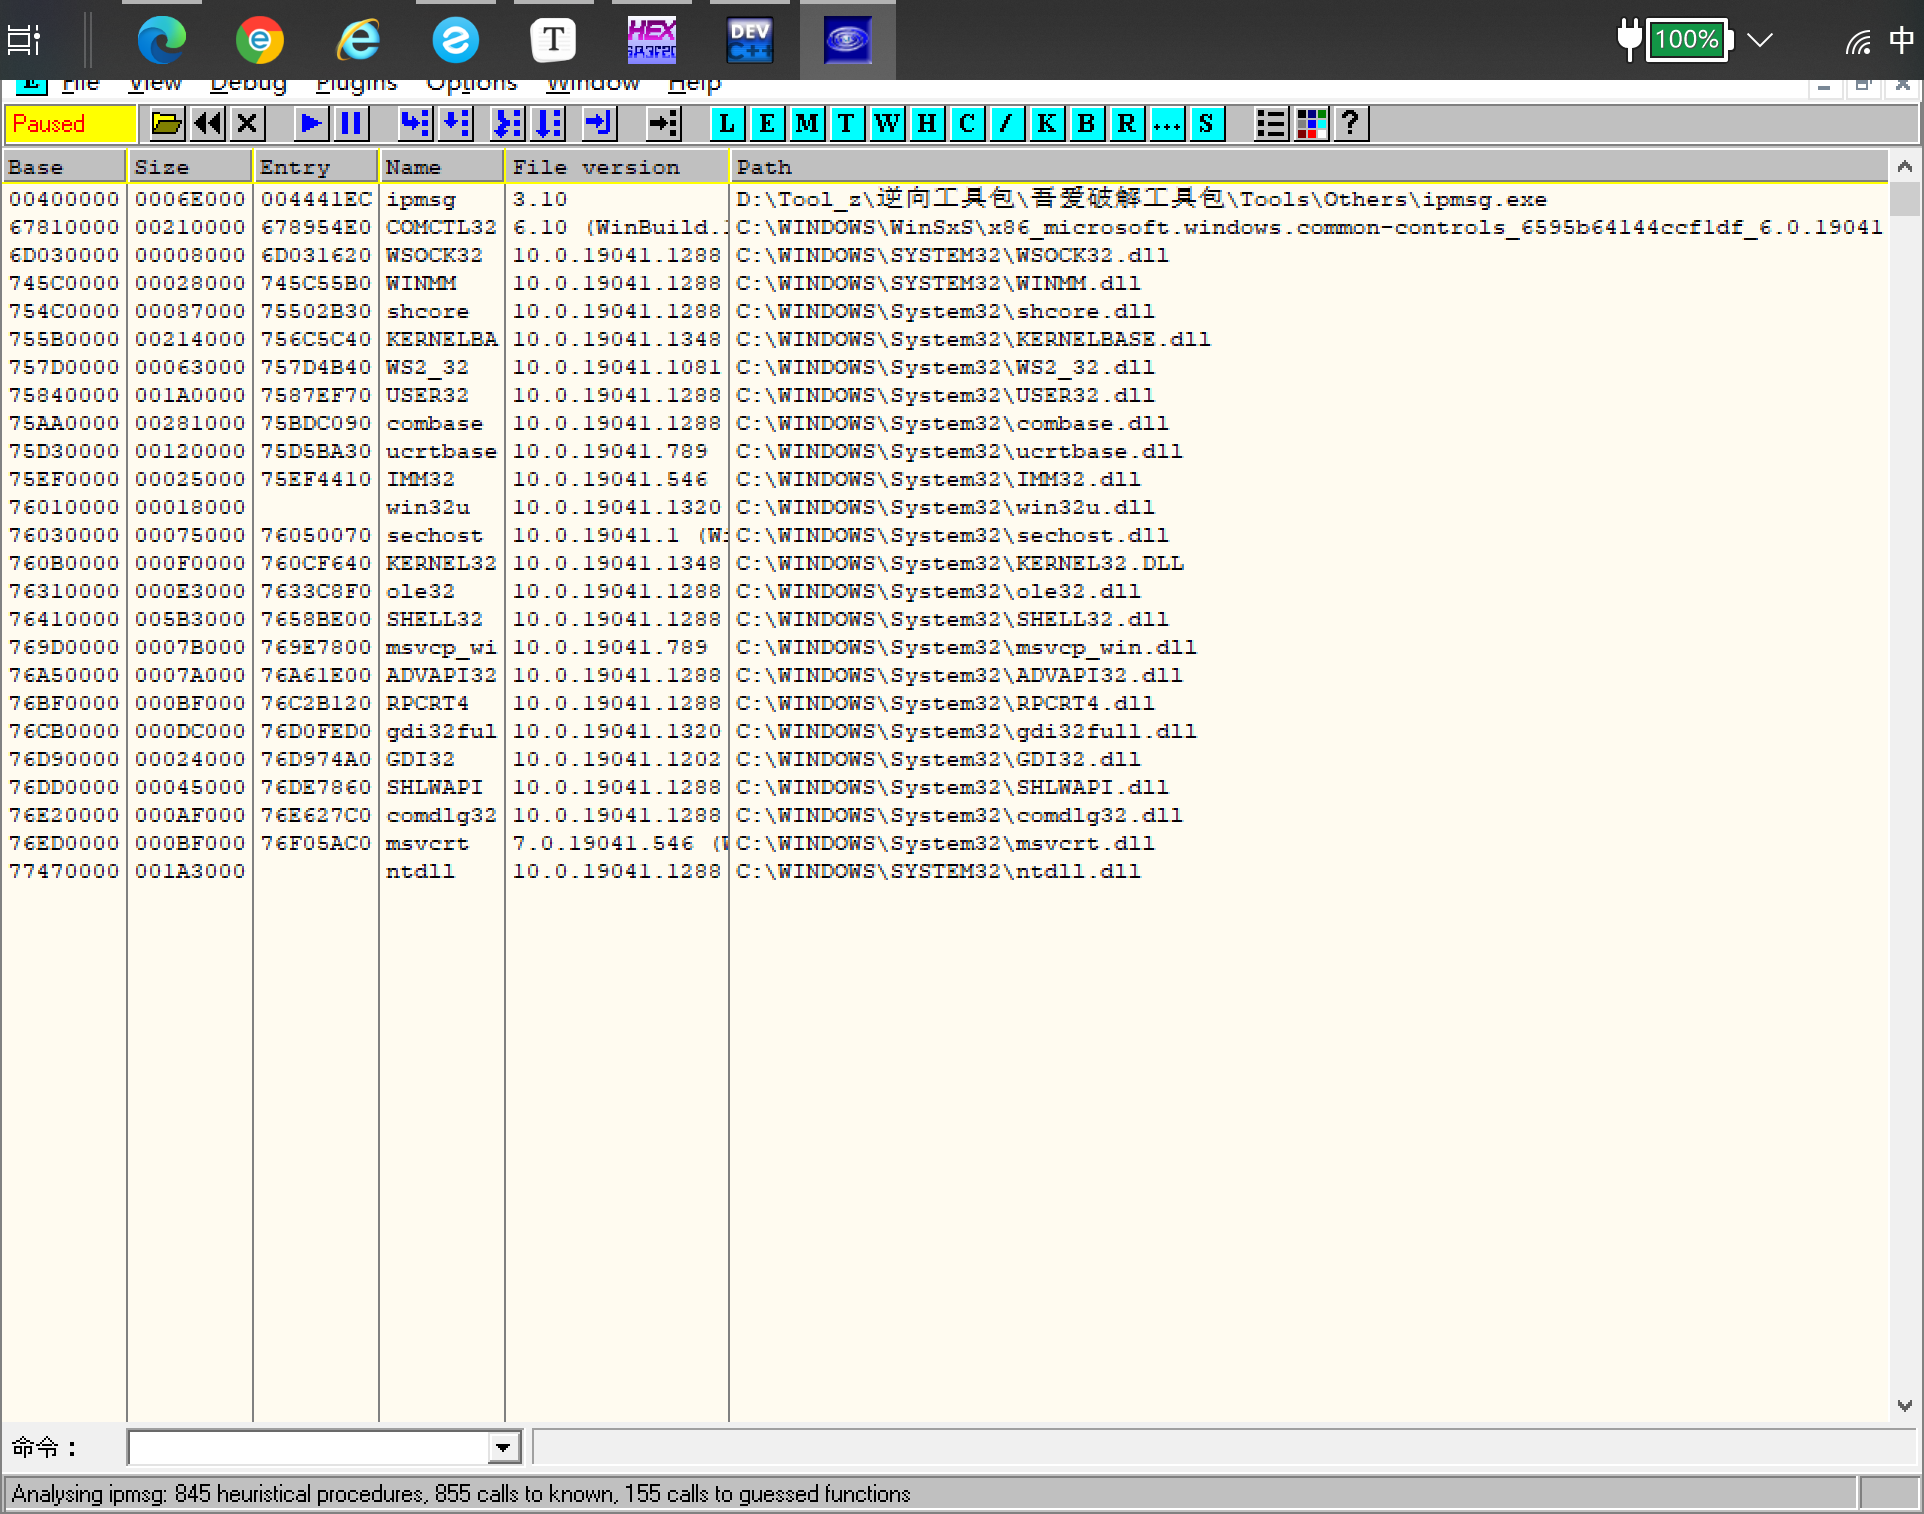 100% 中
File View Debug Plugins Options Window Help
Paused L E M T W H C / K B R ... S ?
Base Size Entry Name File version Path
00400000 0006E000 004441EC ipmsg 3.10 D:\Tool_z\逆向工具包\吾爱破解工具包\Tools\Others\ipmsg.exe
67810000 00210000 678954E0 COMCTL32 6.10 (WinBuild. C:\WINDOWS\WinSxS\x86_microsoft.windows.common-controls_6595b64144ccf1df_6.0.19041
6D030000 00008000 6D031620 WSOCK32 10.0.19041.1288 C:\WINDOWS\SYSTEM32\WSOCK32.dll
745C0000 00028000 745C55B0 WINMM 10.0.19041.1288 C:\WINDOWS\SYSTEM32\WINMM.dll
754C0000 00087000 75502B30 shcore 10.0.19041.1288 C:\WINDOWS\System32\shcore.dll
755B0000 00214000 756C5C40 KERNELBA 10.0.19041.1348 C:\WINDOWS\System32\KERNELBASE.dll
757D0000 00063000 757D4B40 WS2_32 10.0.19041.1081 C:\WINDOWS\System32\WS2_32.dll
75840000 001A0000 7587EF70 USER32 10.0.19041.1288 C:\WINDOWS\System32\USER32.dll
75AA0000 00281000 75BDC090 combase 10.0.19041.1288 C:\WINDOWS\System32\combase.dll
75D30000 00120000 75D5BA30 ucrtbase 10.0.19041.789 C:\WINDOWS\System32\ucrtbase.dll
75EF0000 00025000 75EF4410 IMM32 10.0.19041.546 C:\WINDOWS\System32\IMM32.dll
76010000 00018000 win32u 10.0.19041.1320 C:\WINDOWS\System32\win32u.dll
76030000 00075000 76050070 sechost 10.0.19041.1 (Wi C:\WINDOWS\System32\sechost.dll
760B0000 000F0000 760CF640 KERNEL32 10.0.19041.1348 C:\WINDOWS\System32\KERNEL32.DLL
76310000 000E3000 7633C8F0 ole32 10.0.19041.1288 C:\WINDOWS\System32\ole32.dll
76410000 005B3000 7658BE00 SHELL32 10.0.19041.1288 C:\WINDOWS\System32\SHELL32.dll
769D0000 0007B000 769E7800 msvcp_wi 10.0.19041.789 C:\WINDOWS\System32\msvcp_win.dll
76A50000 0007A000 76A61E00 ADVAPI32 10.0.19041.1288 C:\WINDOWS\System32\ADVAPI32.dll
76BF0000 000BF000 76C2B120 RPCRT4 10.0.19041.1288 C:\WINDOWS\System32\RPCRT4.dll
76CB0000 000DC000 76D0FED0 gdi32ful 10.0.19041.1320 C:\WINDOWS\System32\gdi32full.dll
76D90000 00024000 76D974A0 GDI32 10.0.19041.1202 C:\WINDOWS\System32\GDI32.dll
76DD0000 00045000 76DE7860 SHLWAPI 10.0.19041.1288 C:\WINDOWS\System32\SHLWAPI.dll
76E20000 000AF000 76E627C0 comdlg32 10.0.19041.1288 C:\WINDOWS\System32\comdlg32.dll
76ED0000 000BF000 76F05AC0 msvcrt 7.0.19041.546 (W C:\WINDOWS\System32\msvcrt.dll
77470000 001A3000 ntdll 10.0.19041.1288 C:\WINDOWS\SYSTEM32\ntdll.dll
命令：
Analysing ipmsg: 845 heuristical procedures, 855 calls to known, 155 calls to guessed functions